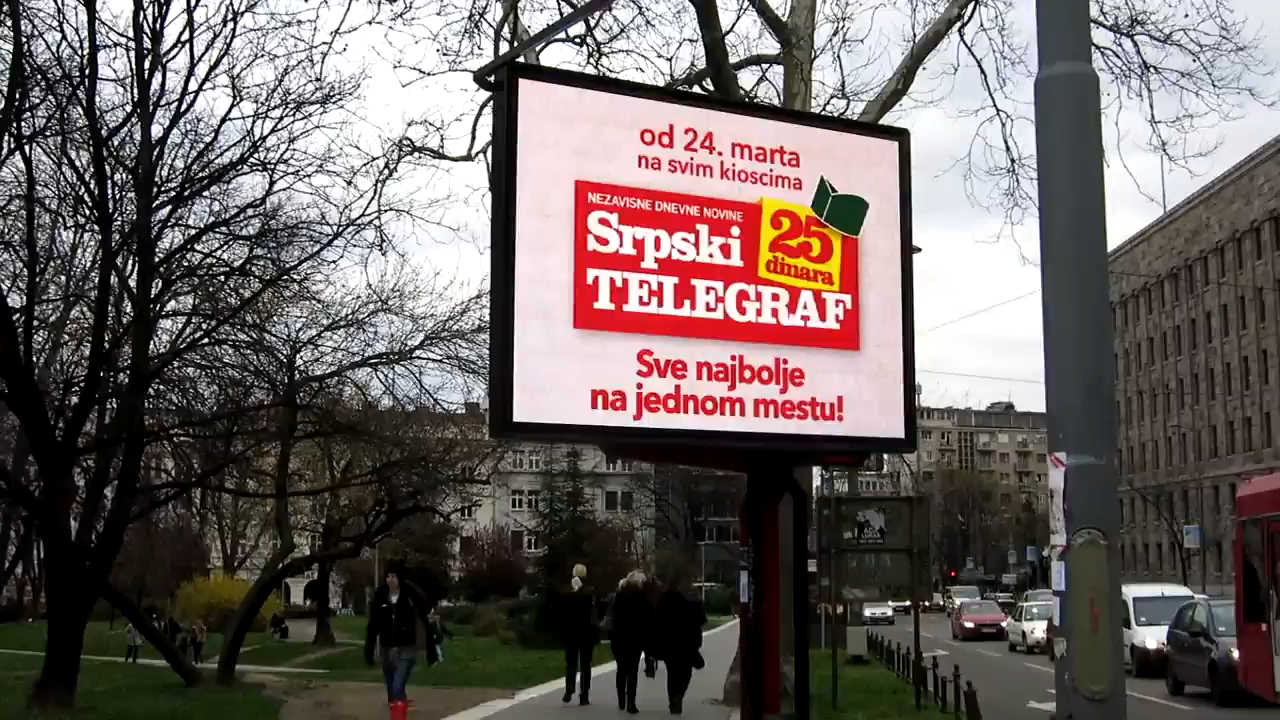 od 24. marta
na svim kioscima
NEZAVISNE DNEVNE NOVINE
Srpski
25
dinara
TELEGRAF
Sve najbolje
na jednom mestu!